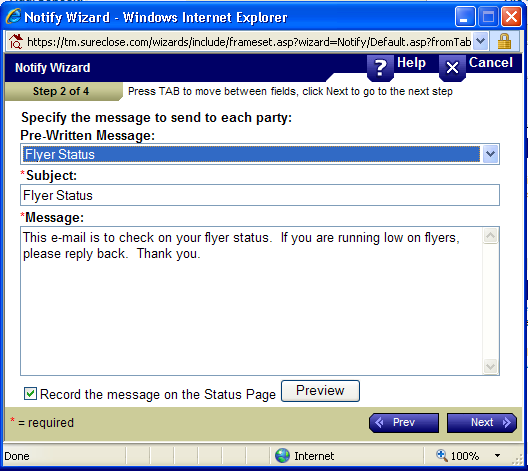 Notify Wizard - Windows Internet Explorer
https://tm.sureclose.com/wizards/include/frameset.asp?wizard=Notify/Default.asp?fromTab
Notify Wizard ? Help X Cancel
Step 2 of 4 Press TAB to move between fields, click Next to go to the next step
Specify the message to send to each party:
Pre-Written Message:
Flyer Status
*Subject:
Flyer Status
*Message:
This e-mail is to check on your flyer status.  If you are running low on flyers,
please reply back.  Thank you.
Record the message on the Status Page Preview
* = required Prev Next
Done Internet 100%